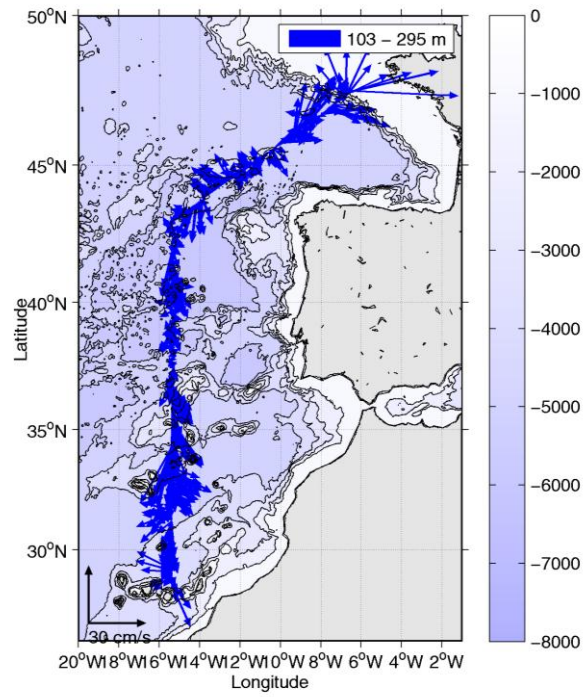 50°N
45°N
40°N
35°N
30°N
Latitude
103 – 295 m
30 cm/s
20°W18°W16°W14°W12°W10°W 8°W 6°W 4°W 2°W
Longitude
0
−1000
−2000
−3000
−4000
−5000
−6000
−7000
−8000